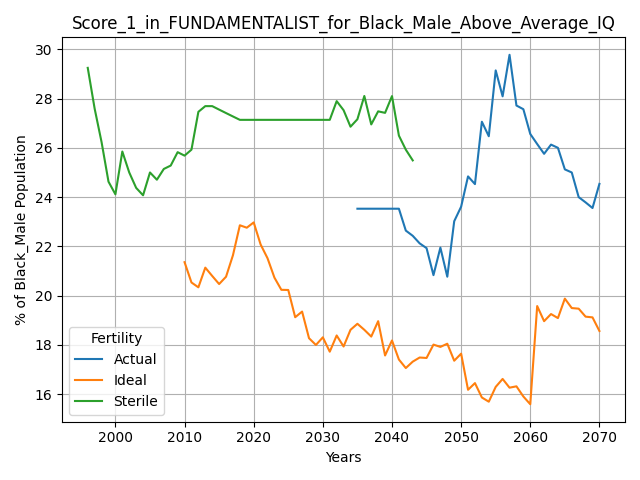 Score_1_in_FUNDAMENTALIST_for_Black_Male_Above_Average_IQ
% of Black_Male Population
30
28
26
24
22
20
18
16
Fertility
Actual
Ideal
Sterile
2000 2010 2020 2030 2040 2050 2060 2070
Years